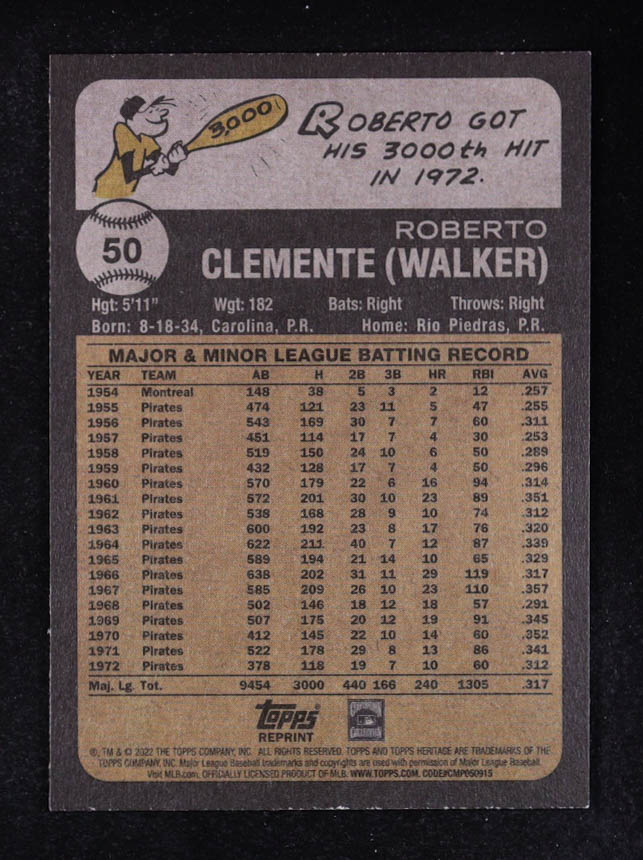 3,000
ROBERTO GOT
HIS 3000th HIT
IN 1972.
50
ROBERTO
CLEMENTE (WALKER)
Hgt: 5'11" Wgt: 182 Bats: Right Throws: Right
Born: 8-18-34, Carolina, P.R. Home: Rio Piedras, P.R.
MAJOR & MINOR LEAGUE BATTING RECORD
YEAR TEAM AB H 2B 3B HR RBI AVG
1954 Montreal 148 38 5 3 2 12 .257
1955 Pirates 474 121 23 11 5 47 .255
1956 Pirates 543 169 30 7 7 60 .311
1957 Pirates 451 114 17 7 4 30 .253
1958 Pirates 519 150 24 10 6 50 .289
1959 Pirates 432 128 17 7 4 50 .296
1960 Pirates 570 179 22 6 16 94 .314
1961 Pirates 572 201 30 10 23 89 .351
1962 Pirates 538 168 28 9 10 74 .312
1963 Pirates 600 192 23 8 17 76 .320
1964 Pirates 622 211 40 7 12 87 .339
1965 Pirates 589 194 21 14 10 65 .329
1966 Pirates 638 202 31 11 29 119 .317
1967 Pirates 585 209 26 10 23 110 .357
1968 Pirates 502 146 18 12 18 57 .291
1969 Pirates 507 175 20 12 19 91 .345
1970 Pirates 412 145 22 10 14 60 .352
1971 Pirates 522 178 29 8 13 86 .341
1972 Pirates 378 118 19 7 10 60 .312
Maj. Lg. Tot. 9454 3000 440 166 240 1305 .317
Topps
REPRINT
®, TM & © 2022 THE TOPPS COMPANY, INC. ALL RIGHTS RESERVED. TOPPS AND TOPPS HERITAGE ARE TRADEMARKS OF THE
TOPPS COMPANY, INC. Major League Baseball trademarks and copyrights are used with permission of Major League Baseball.
Visit MLB.com. OFFICIALLY LICENSED PRODUCT OF MLB. WWW.TOPPS.COM. CODE#CMP050915